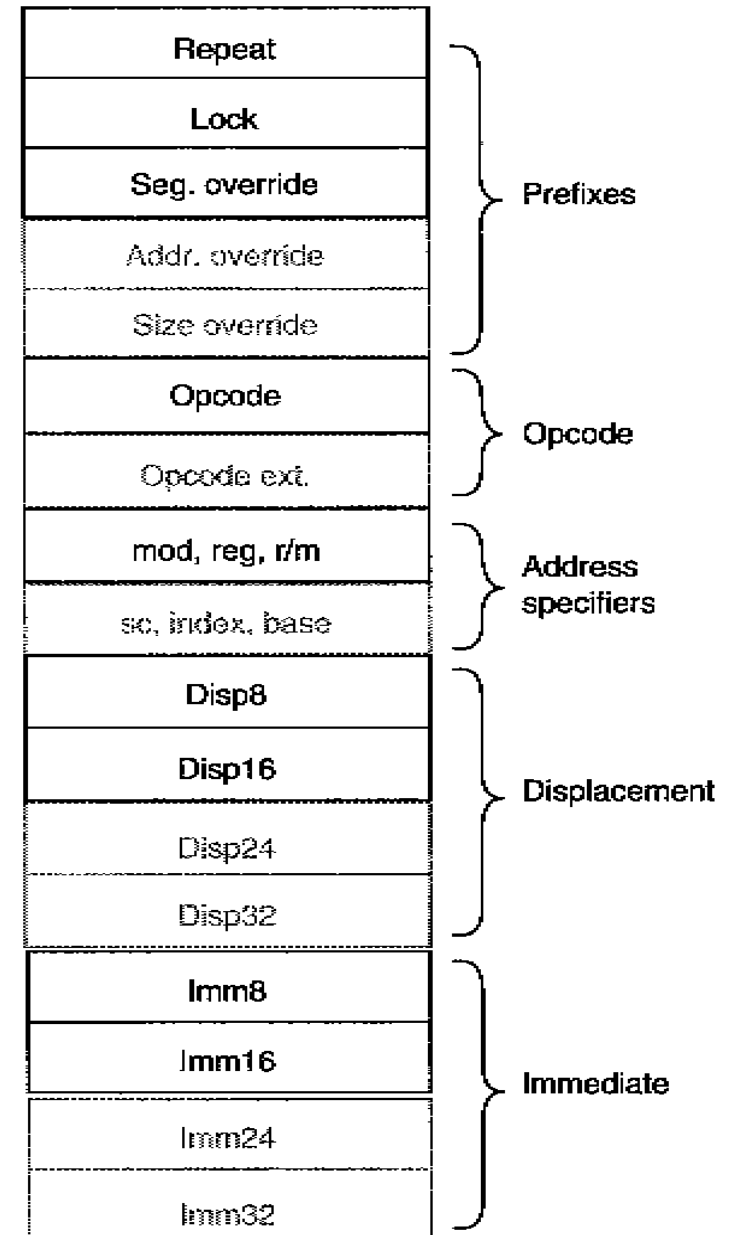 Repeat
Lock
Seg. override
Addr. override
Size override
Prefixes
Opcode
Opcode ext.
Opcode
mod, reg, r/m
sc, index, base
Address
specifiers
Disp8
Disp16
Disp24
Disp32
Displacement
Imm8
Imm16
Imm24
Imm32
Immediate